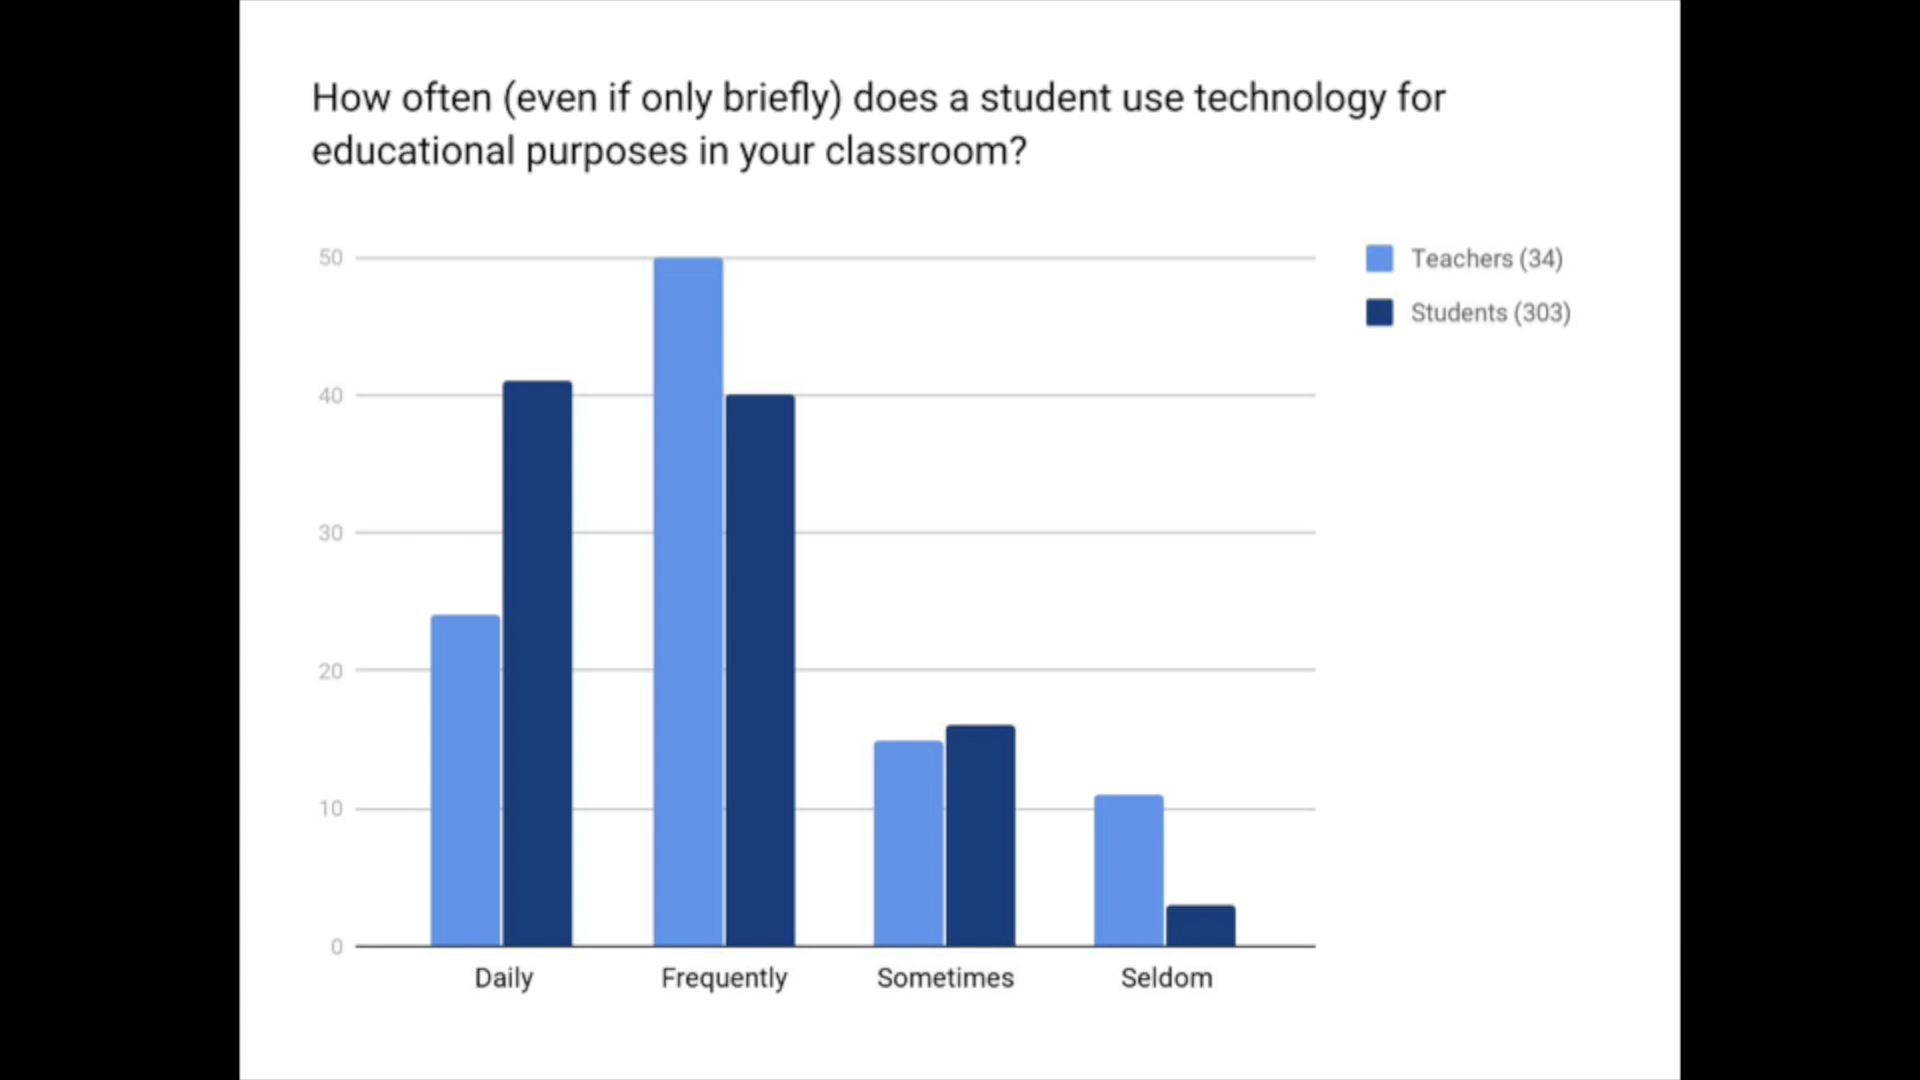 How often (even if only briefly) does a student use technology for
educational purposes in your classroom?
Teachers (34)
Students (303)
50
40
30
20
10
0
Daily Frequently Sometimes Seldom